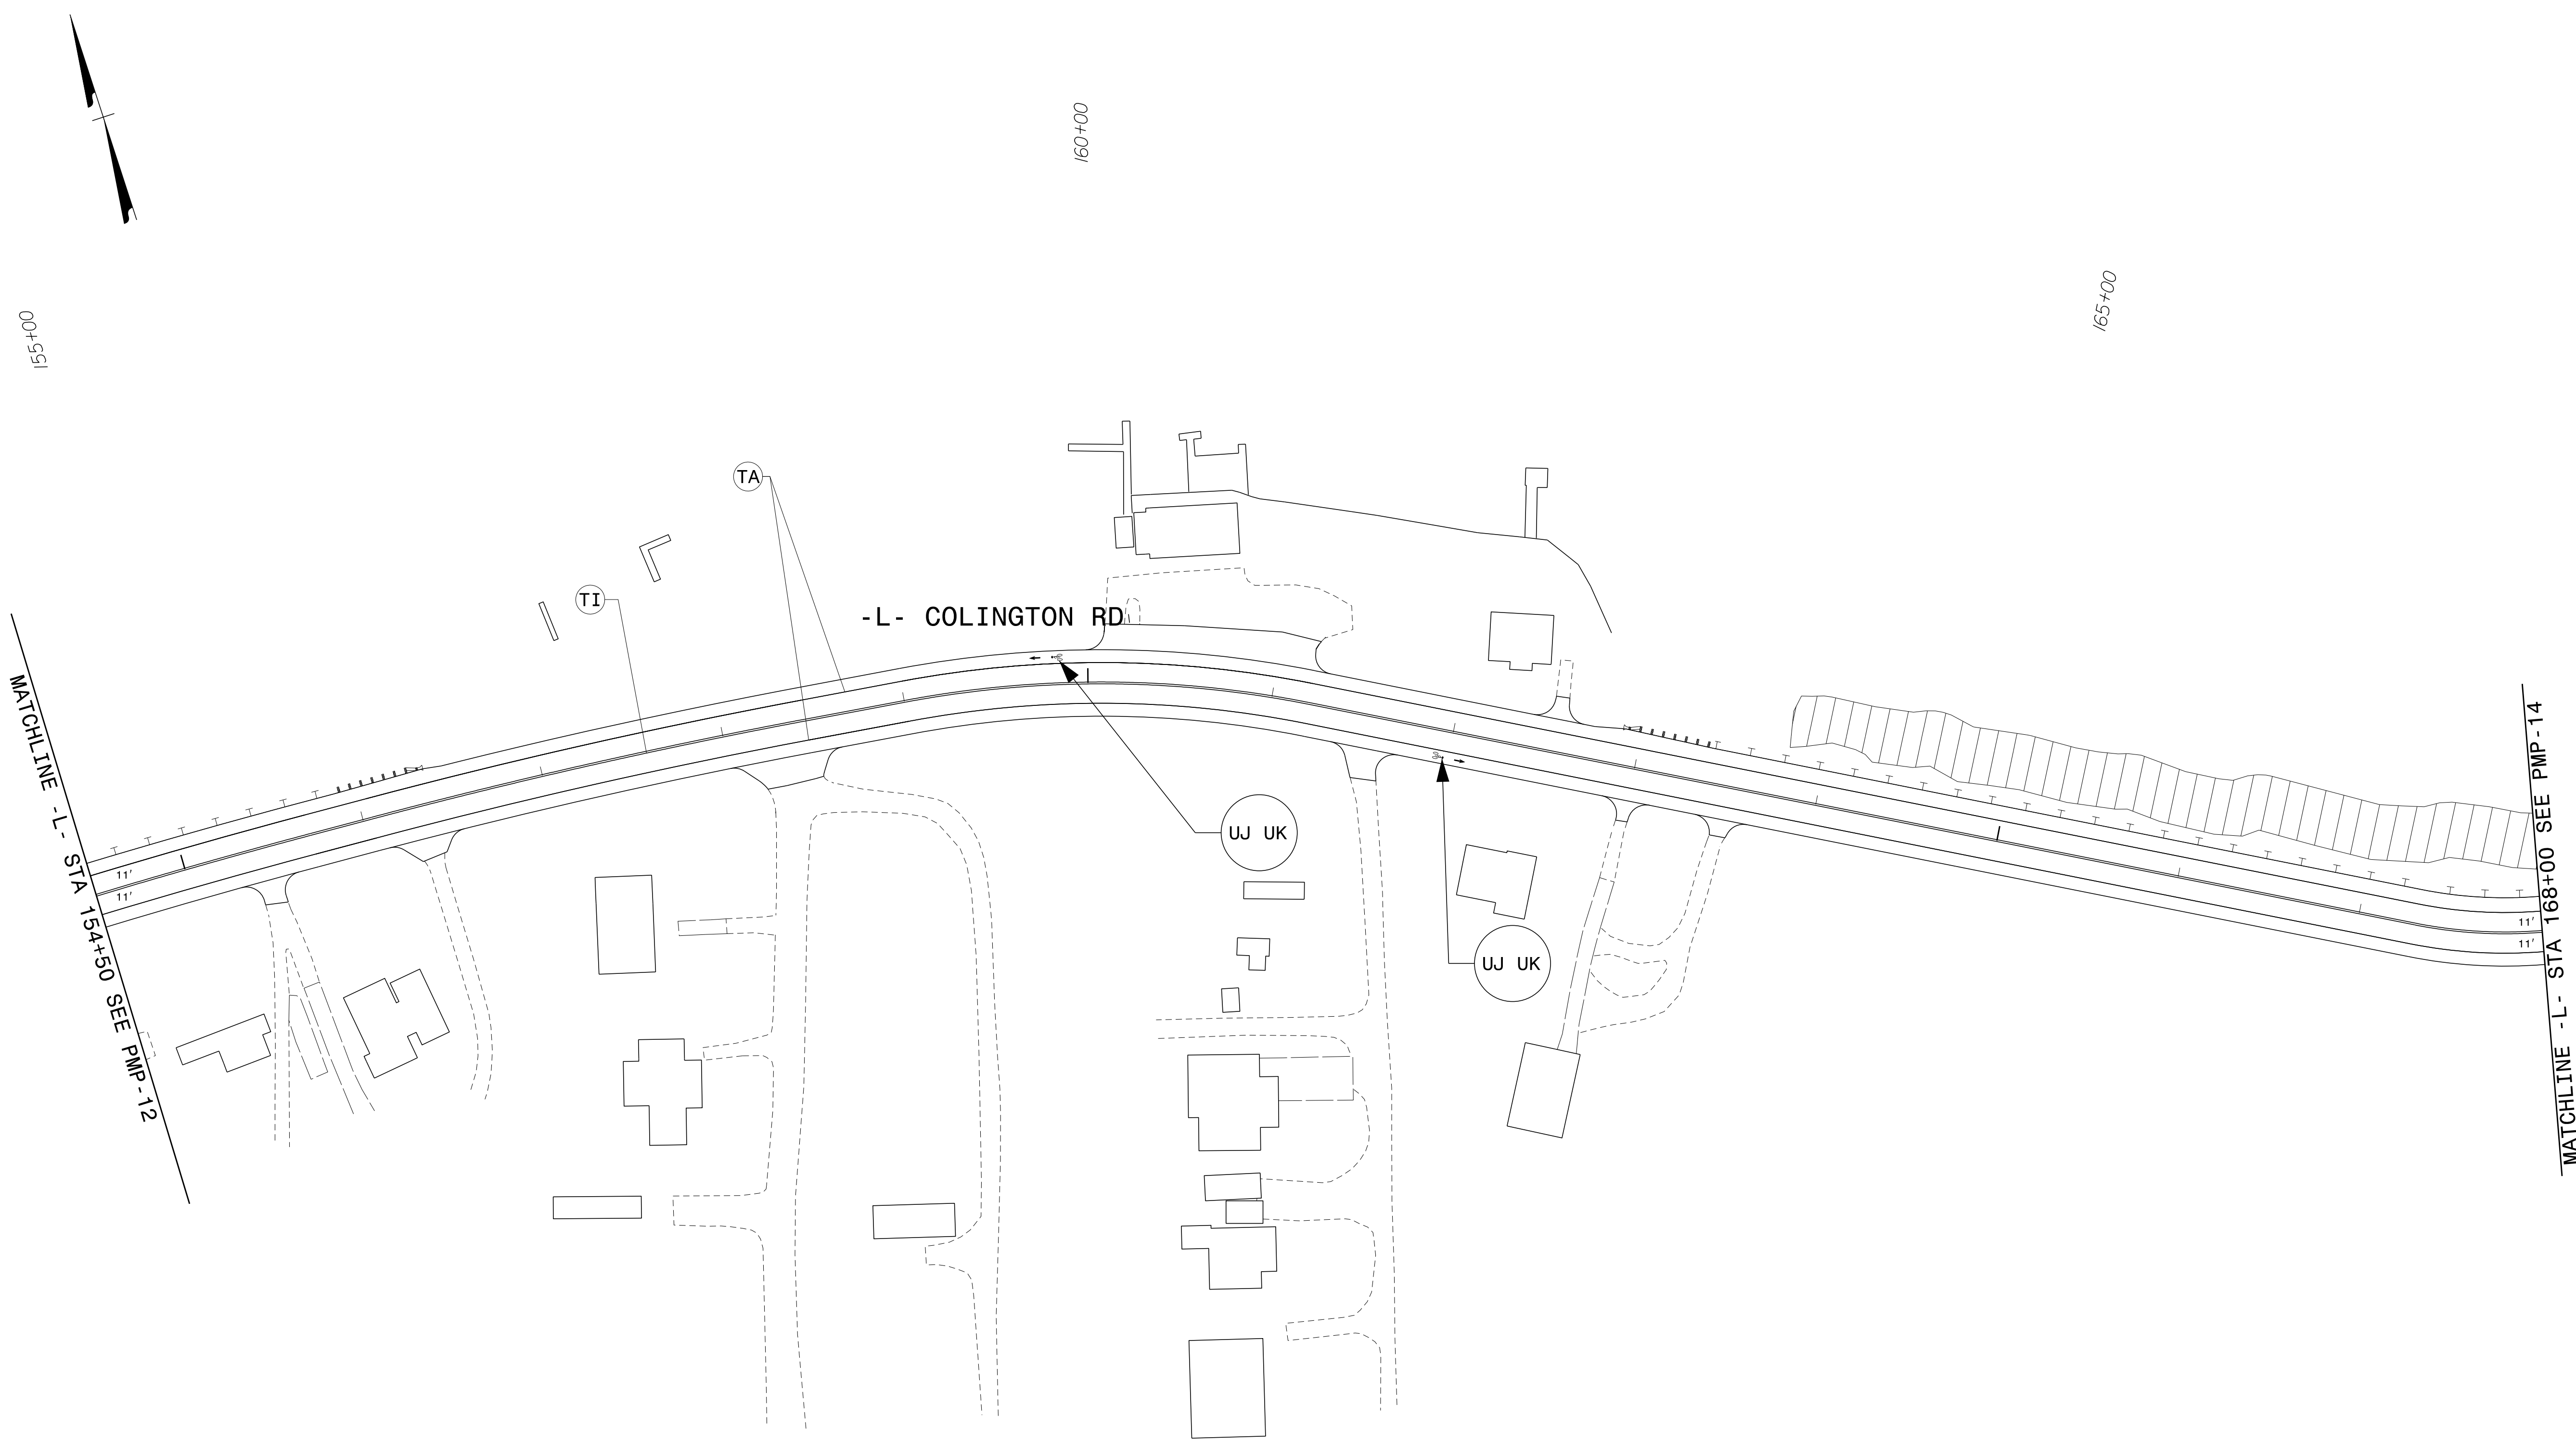 160+00
155+00
165+00
TA
TI
-L- COLINGTON RD
MATCHLINE -L- STA 154+50 SEE PMP-12
11'
11'
UJ UK
UJ UK
11'
11'
MATCHLINE -L- STA 168+00 SEE PMP-14